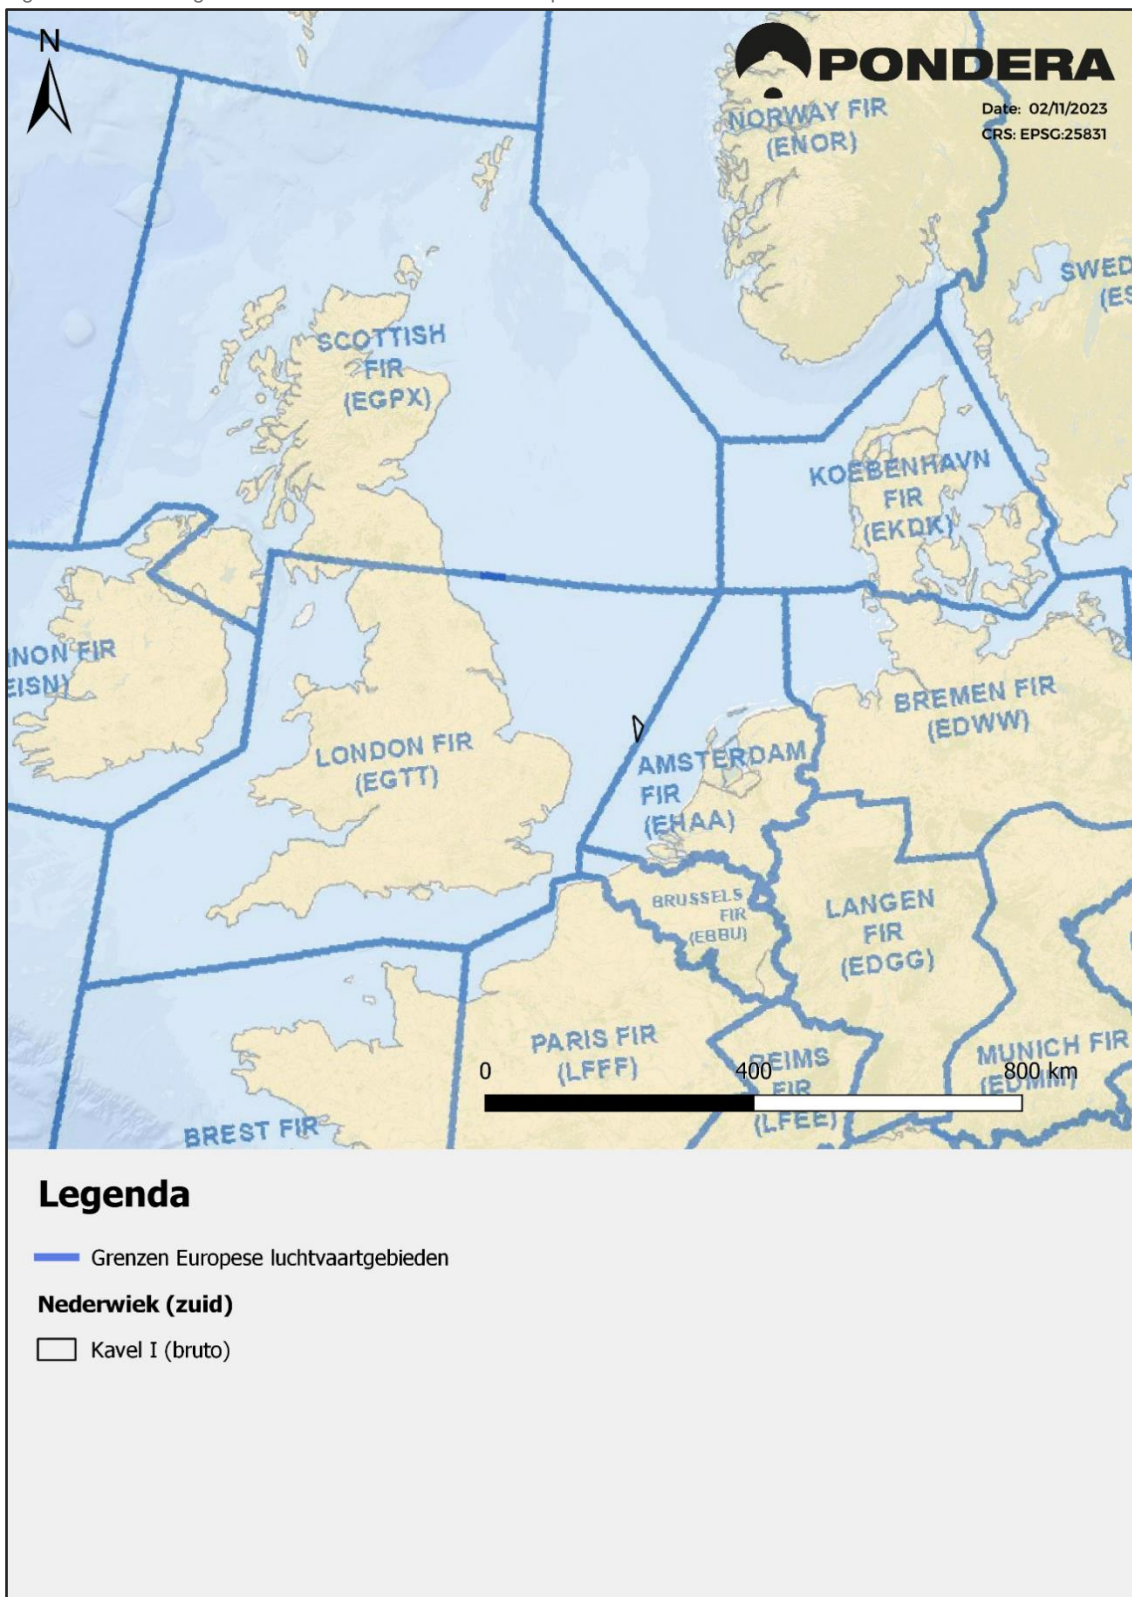 N
PONDERA
Date: 02/11/2023
CRS: EPSG:25831
NORWAY FIR
(ENOR)
SWED
(ES
SCOTTISH
FIR
(EGPX)
KOEBENHAVN
FIR
(EKDK)
NON FIR
EISN)
BREMEN FIR
(EDWW)
LONDON FIR
(EGTT)
AMSTERDAM
FIR
(EHAA)
BRUSSELS
FIR
(EBBU)
LANGEN
FIR
(EDGG)
PARIS FIR
(LFFF)
REIMS
FIR
(LFEE)
MUNICH FIR
(EDMM)
BREST FIR
0 400 800 km
Legenda
Grenzen Europese luchtvaartgebieden
Nederwiek (zuid)
Kavel I (bruto)